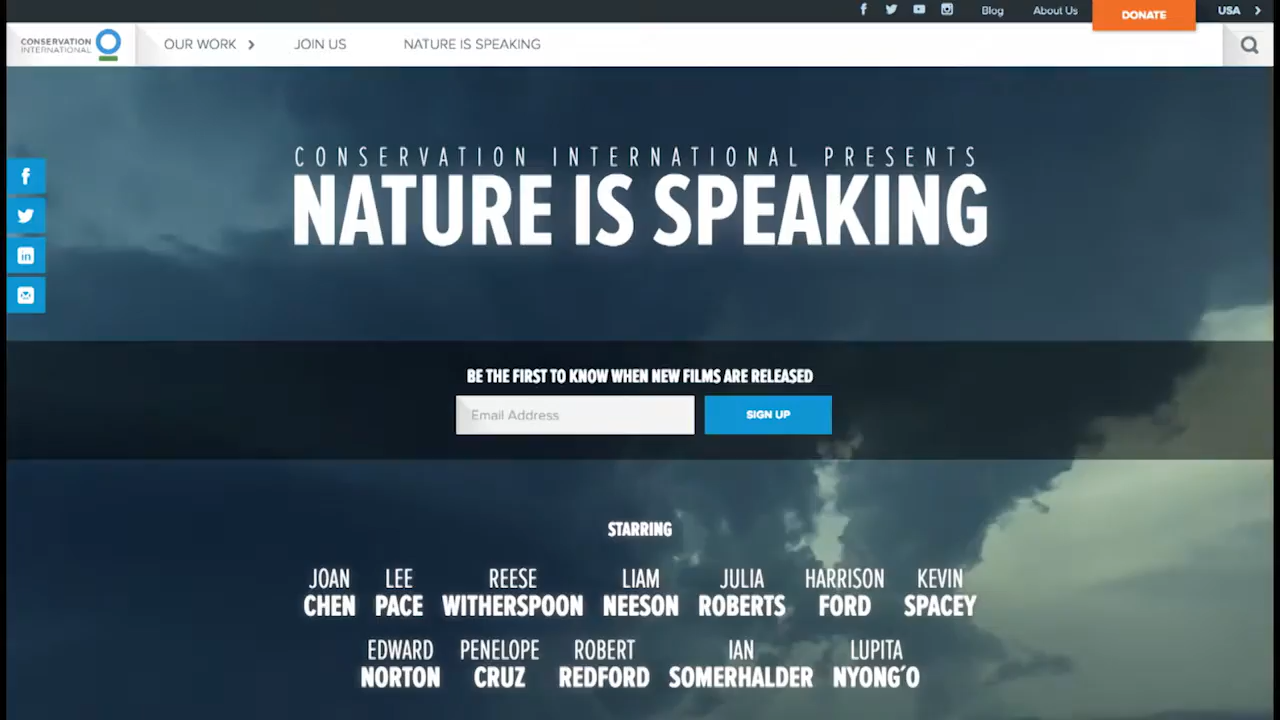 Blog About Us DONATE USA
CONSERVATION
INTERNATIONAL
OUR WORK JOIN US NATURE IS SPEAKING
CONSERVATION INTERNATIONAL PRESENTS
NATURE IS SPEAKING
BE THE FIRST TO KNOW WHEN NEW FILMS ARE RELEASED
Email Address SIGN UP
STARRING
JOAN LEE REESE LIAM JULIA HARRISON KEVIN
CHEN PACE WITHERSPOON NEESON ROBERTS FORD SPACEY
EDWARD PENELOPE ROBERT IAN LUPITA
NORTON CRUZ REDFORD SOMERHALDER NYONG´O